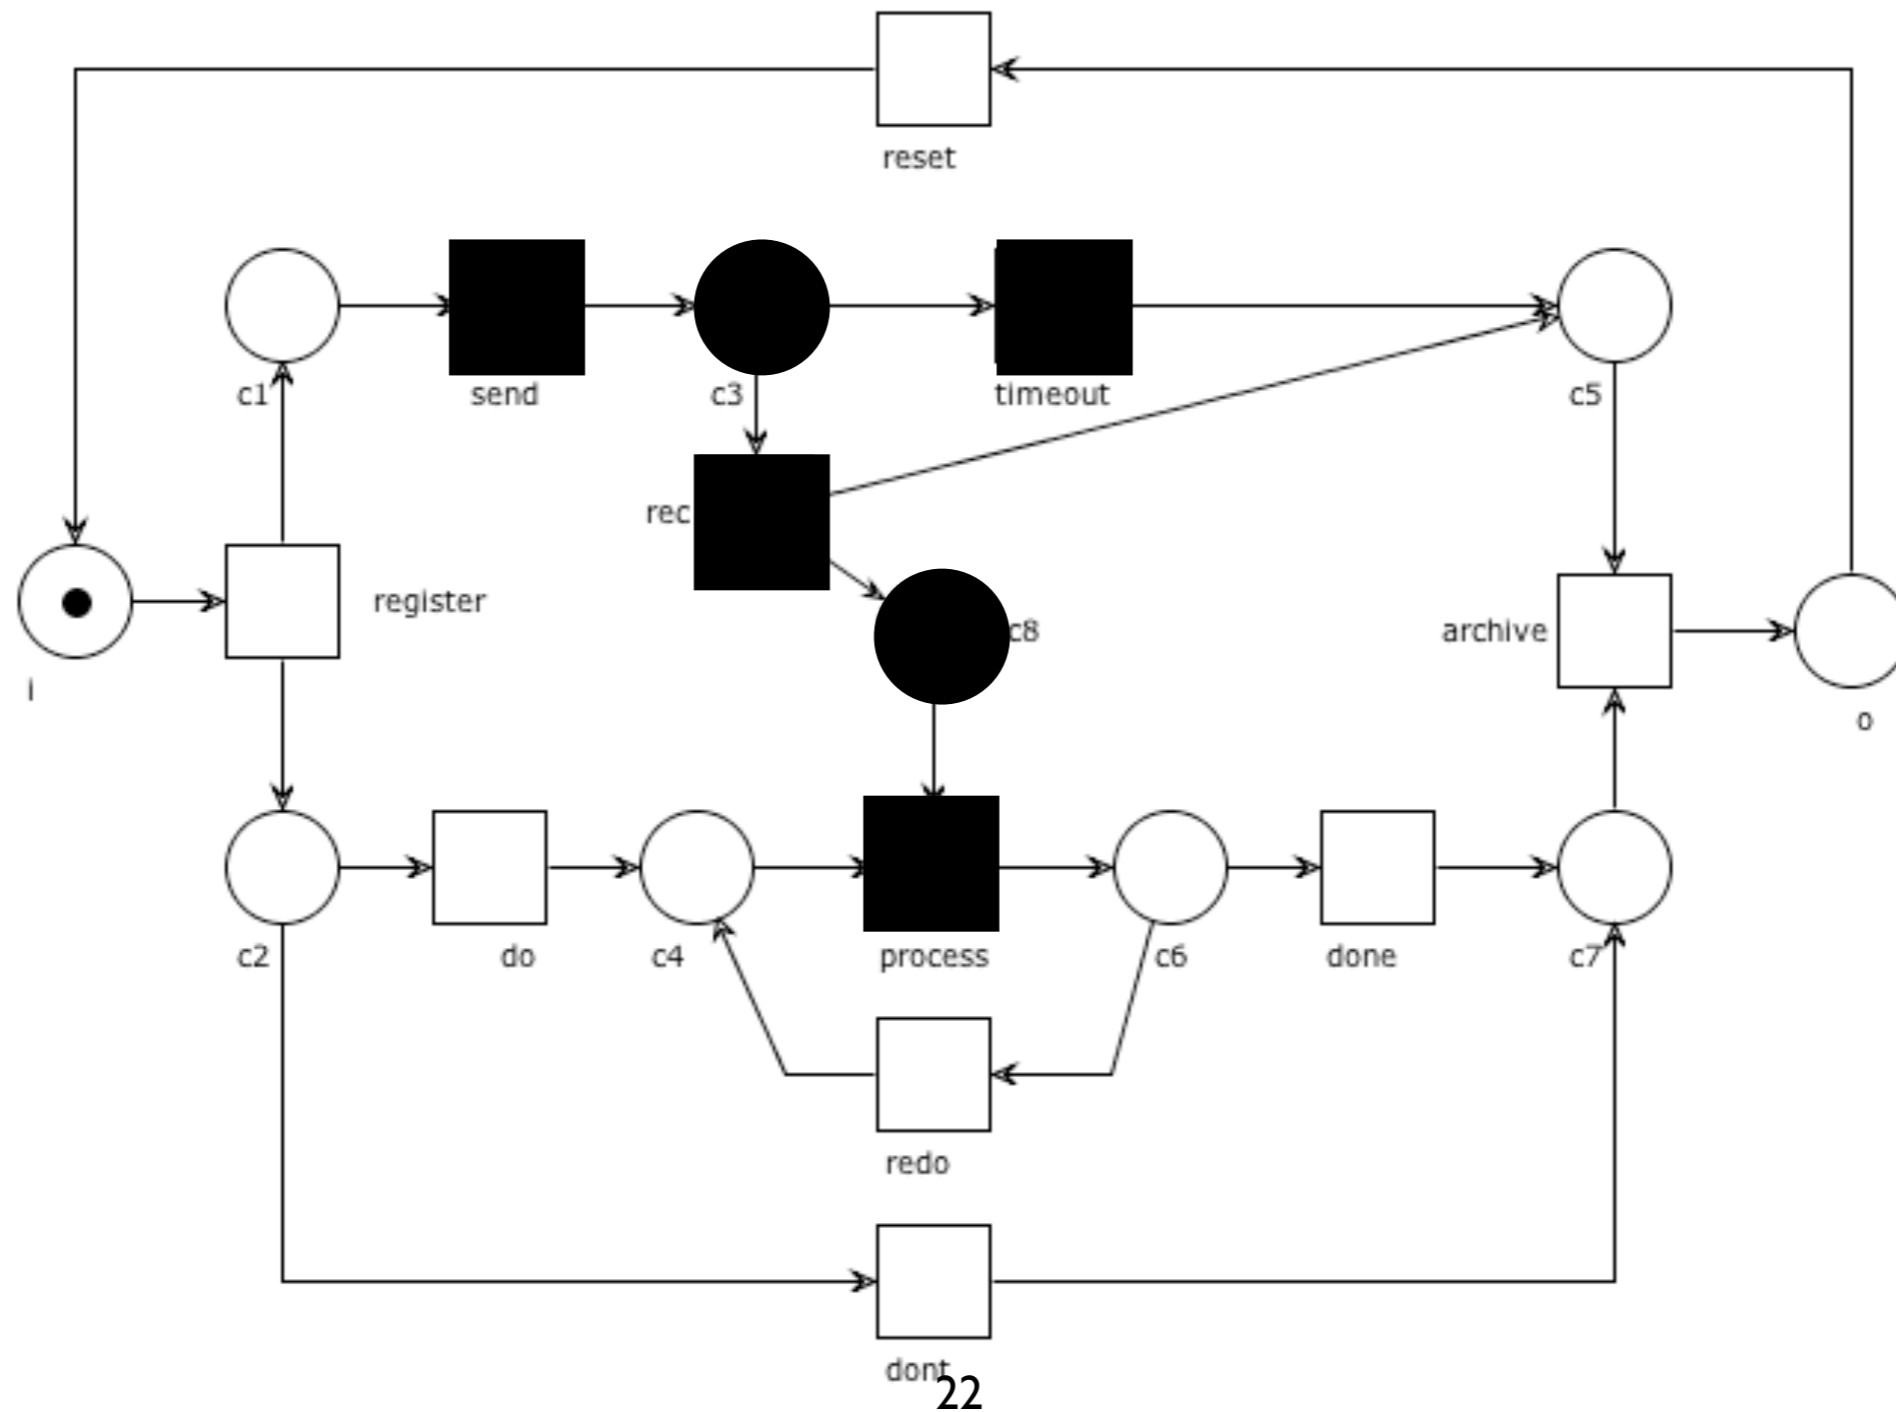 reset
c1
send
c3
timeout
c5
rec
register
c8
archive
i
o
c2
do
c4
process
c6
done
c7
redo
dont
22